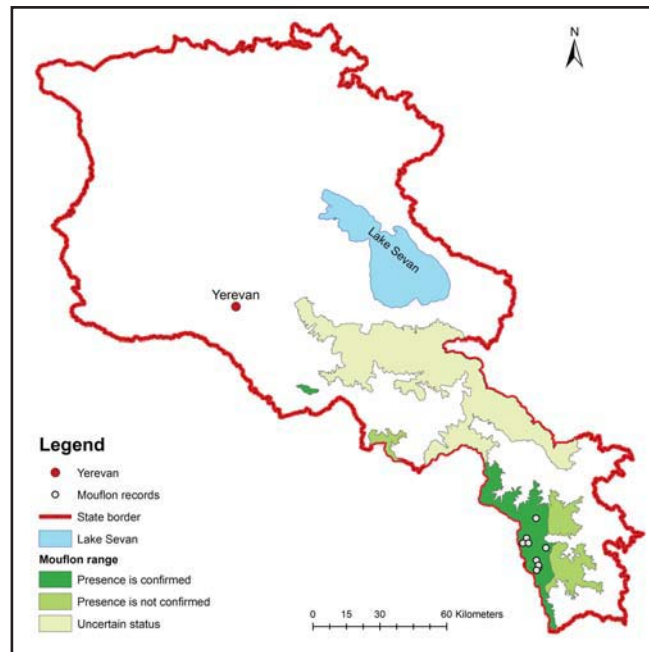 N
Lake Sevan
Yerevan
Legend
Yerevan
Mouflon records
State border
Lake Sevan
Mouflon range
Presence is confirmed
Presence is not confirmed
Uncertain status
0 15 30 60 Kilometers